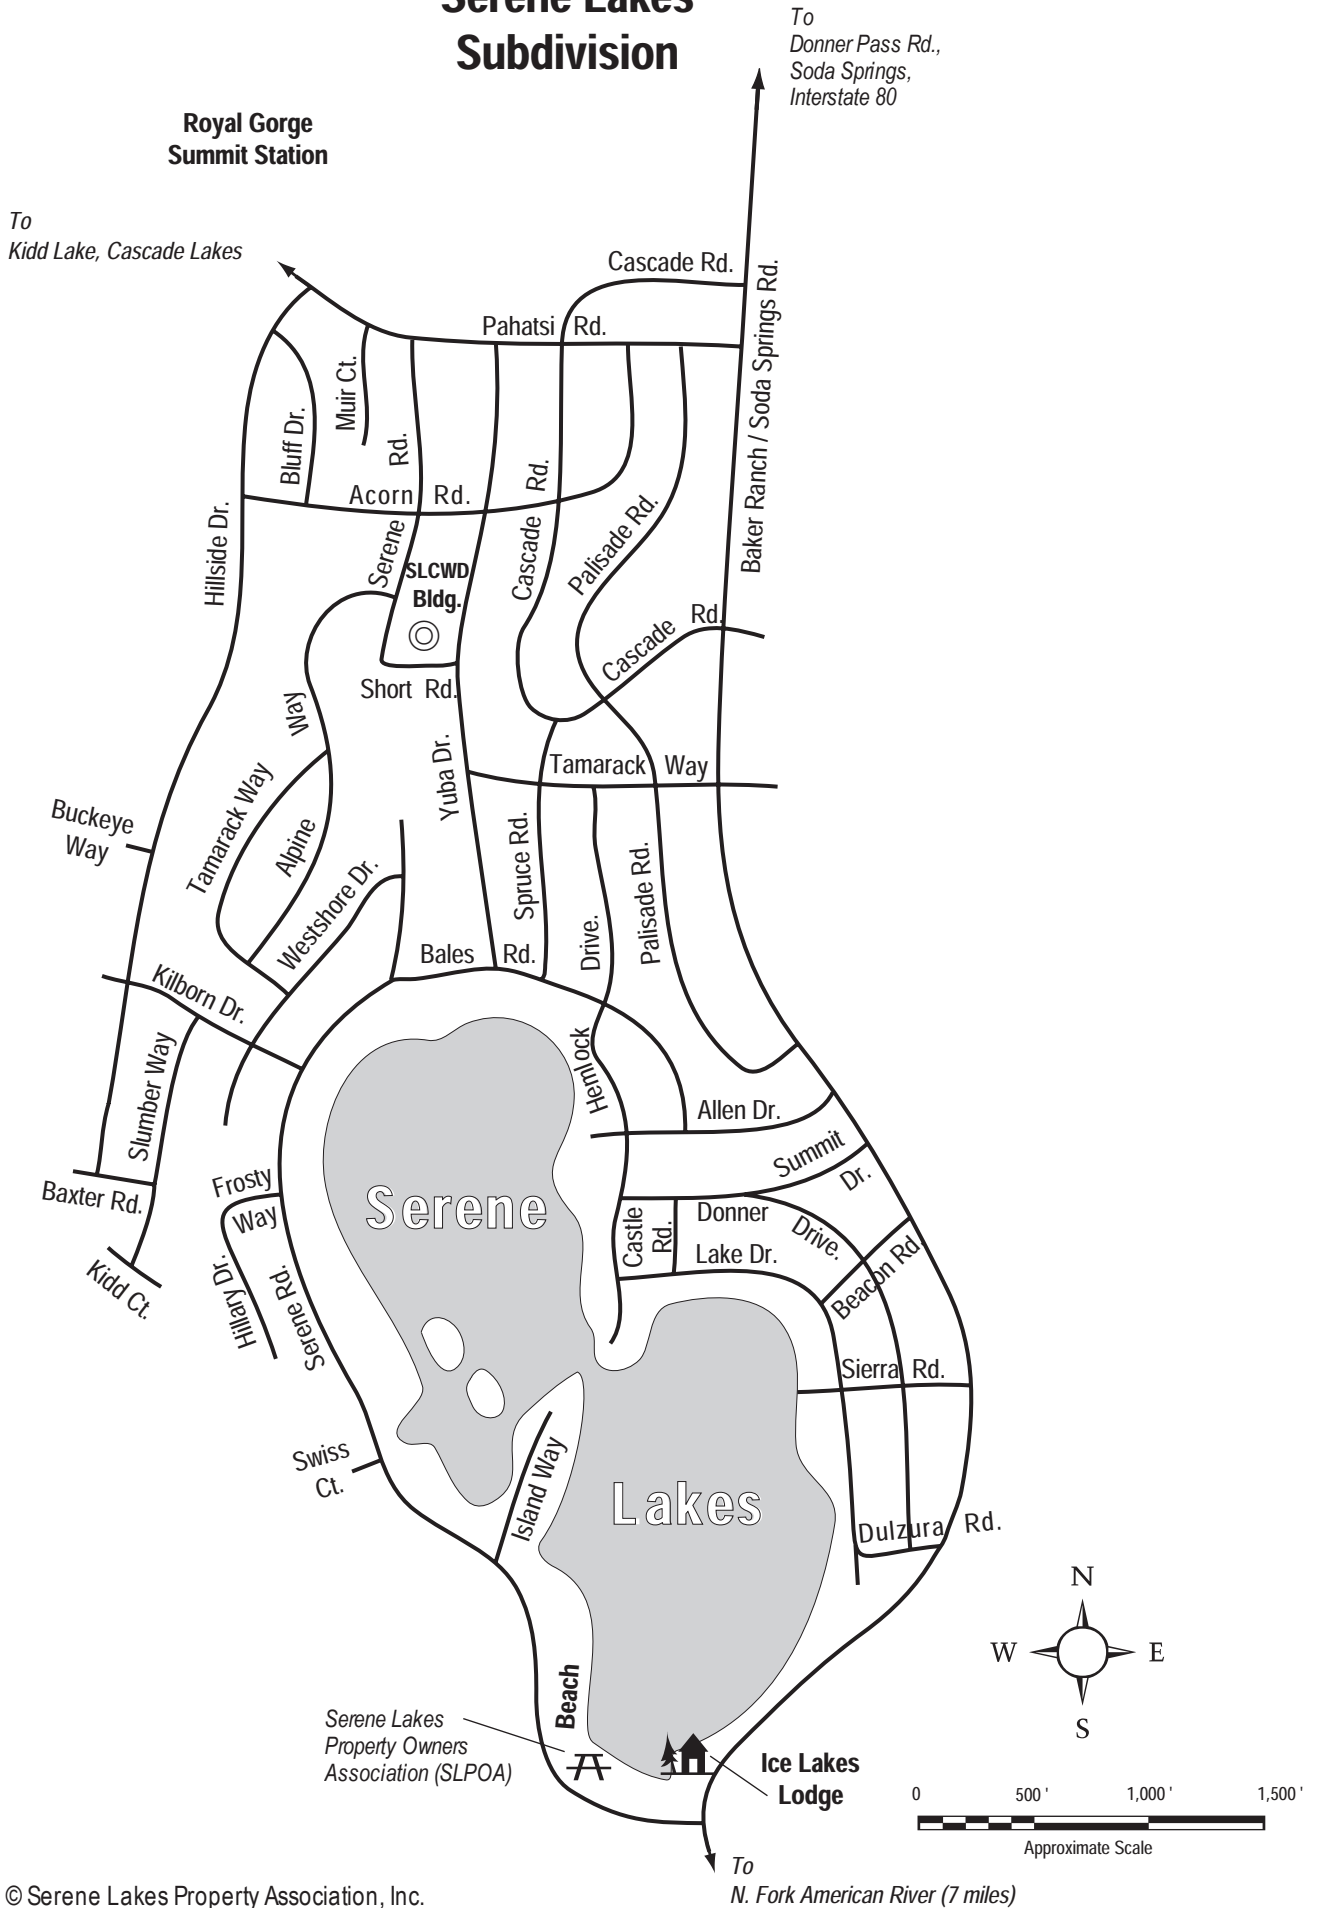 Serene Lakes
Subdivision
To
Donner Pass Rd.,
Soda Springs,
Interstate 80
Royal Gorge
Summit Station
To
Kidd Lake, Cascade Lakes
Cascade Rd.
Pahatsi Rd.
Baker Ranch / Soda Springs Rd.
Muir Ct.
Bluff Dr.
Rd.
Acorn Rd.
Cascade Rd.
Palisade Rd.
Hillside Dr.
Serene
SLCWD
Bldg.
Cascade Rd.
Short Rd.
Way
Yuba Dr.
Tamarack Way
Tamarack Way
Buckeye
Way
Alpine
Spruce Rd.
Palisade Rd.
Westshore Dr.
Drive.
Bales Rd.
Kilborn Dr.
Hemlock
Slumber Way
Allen Dr.
Summit
Dr.
Frosty
Way
Baxter Rd.
Serene
Castle
Rd.
Donner
Drive.
Lake Dr.
Beacon Rd.
Kidd Ct.
Hillary Dr.
Serene Rd.
Sierra Rd.
Swiss
Ct.
Island Way
Lakes
Dulzura Rd.
N
W E
S
Beach
Serene Lakes
Property Owners
Association (SLPOA)
Ice Lakes
Lodge
0 500 ' 1,000 ' 1,500 '
Approximate Scale
To
N. Fork American River (7 miles)
© Serene Lakes Property Association, Inc.